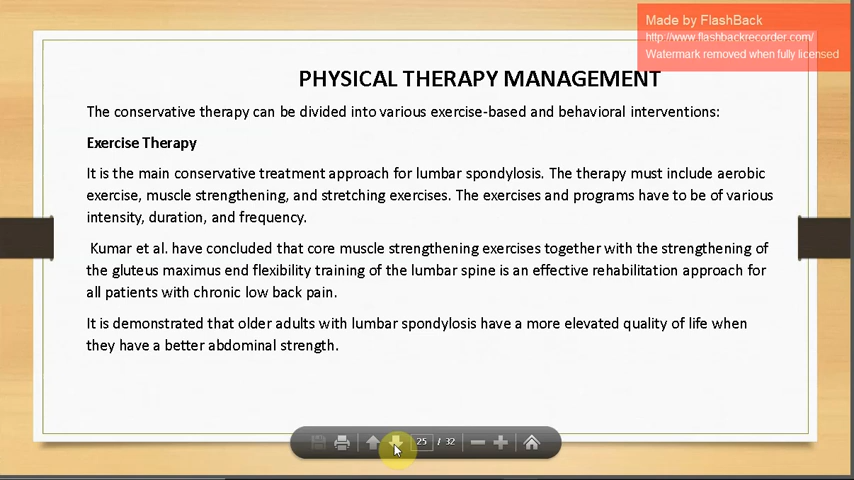 Made by FlashBack
http://www.flashbackrecorder.com/
Watermark removed when fully licensed
PHYSICAL THERAPY MANAGEMENT
The conservative therapy can be divided into various exercise-based and behavioral interventions:
Exercise Therapy
It is the main conservative treatment approach for lumbar spondylosis. The therapy must include aerobic
exercise, muscle strengthening, and stretching exercises. The exercises and programs have to be of various
intensity, duration, and frequency.
Kumar et al. have concluded that core muscle strengthening exercises together with the strengthening of
the gluteus maximus end flexibility training of the lumbar spine is an effective rehabilitation approach for
all patients with chronic low back pain.
It is demonstrated that older adults with lumbar spondylosis have a more elevated quality of life when
they have a better abdominal strength.
25 / 32